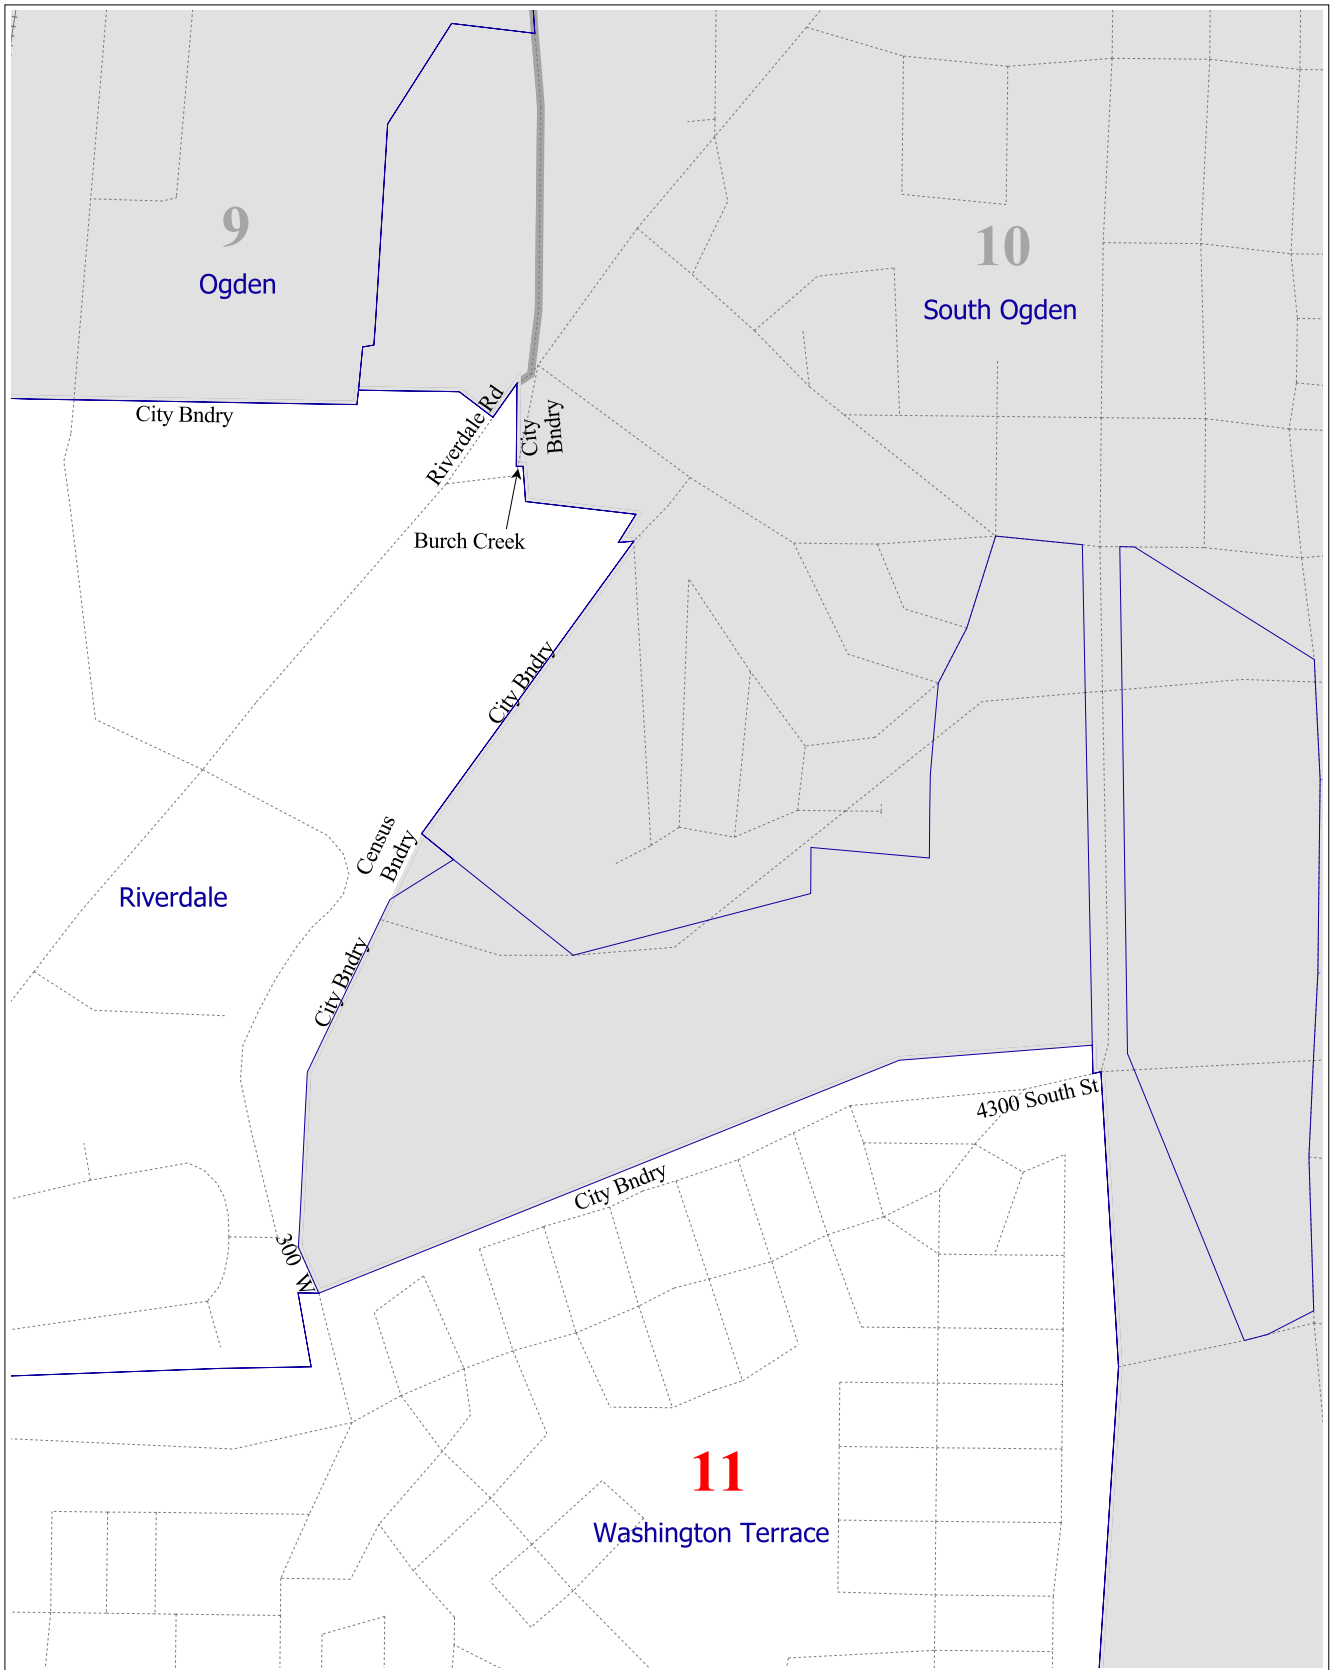 9
Ogden
10
South Ogden
City Bndry
Riverdale Rd
City
Bndry
Burch Creek
City Bndry
Census
Bndry
Riverdale
City Bndry
4300 South St
City Bndry
300 W
11
Washington Terrace